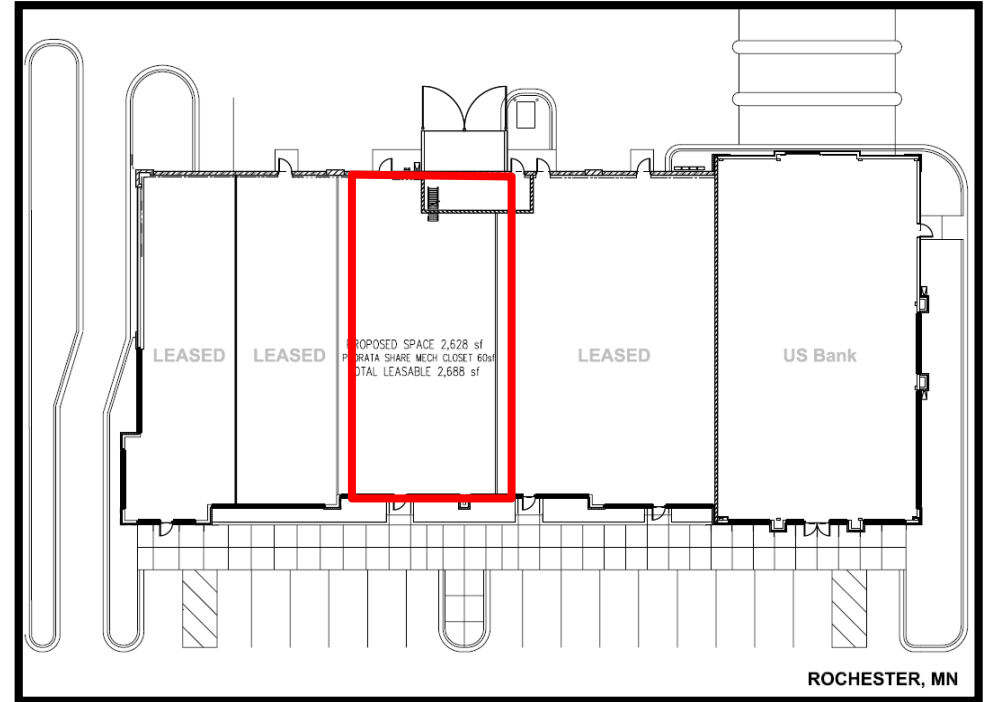 LEASED
LEASED
PROPOSED SPACE 2,628 sf
PRORATA SHARE MECH CLOSET 60sf
TOTAL LEASABLE 2,688 sf
LEASED
US Bank
ROCHESTER, MN